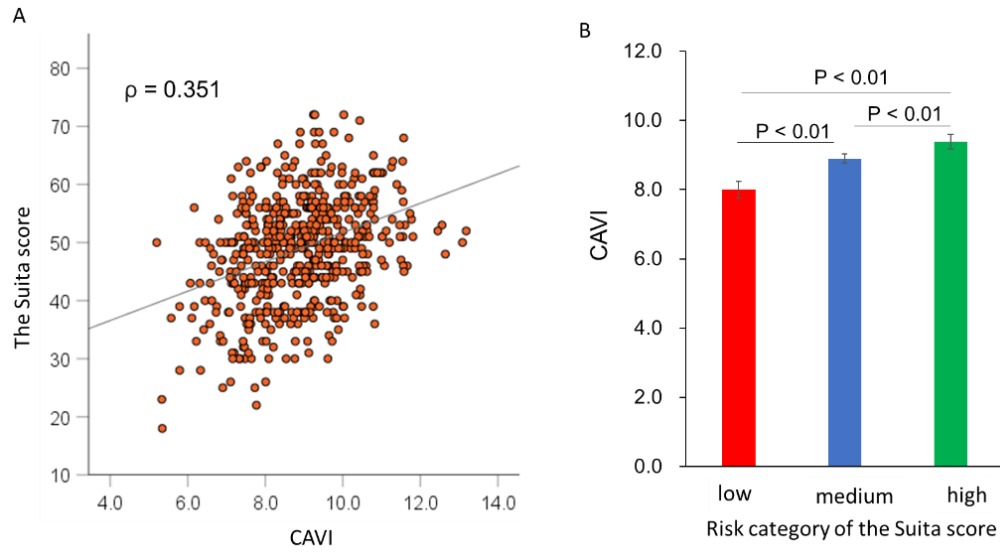 A
ρ = 0.351
The Suita score
80
70
60
50
40
30
20
10
4.0
6.0
8.0
10.0
12.0
14.0
CAVI
B
CAVI
12.0
10.0
8.0
6.0
4.0
2.0
0.0
P < 0.01
P < 0.01
P < 0.01
low
medium
high
Risk category of the Suita score